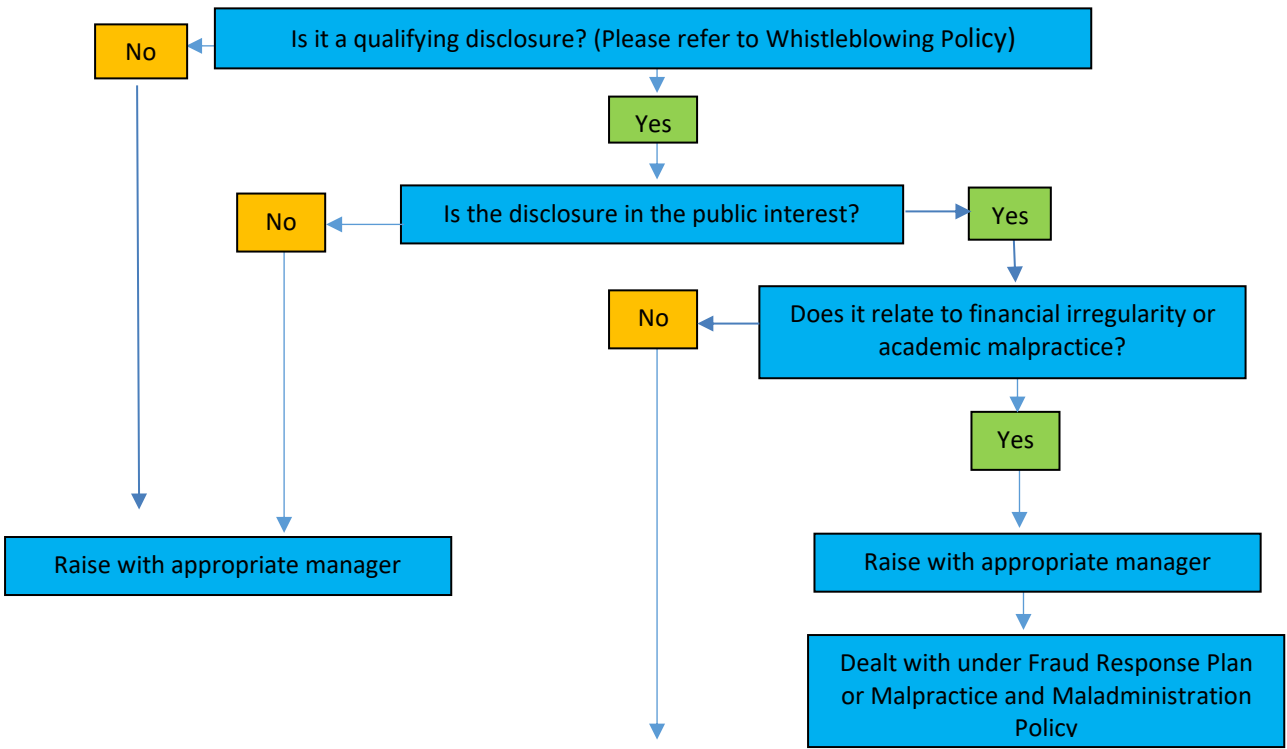 No
Is it a qualifying disclosure? (Please refer to Whistleblowing Policy)
Yes
No
Is the disclosure in the public interest?
Yes
No
Does it relate to financial irregularity or
academic malpractice?
Yes
Raise with appropriate manager
Raise with appropriate manager
Dealt with under Fraud Response Plan
or Malpractice and Maladministration
Policy